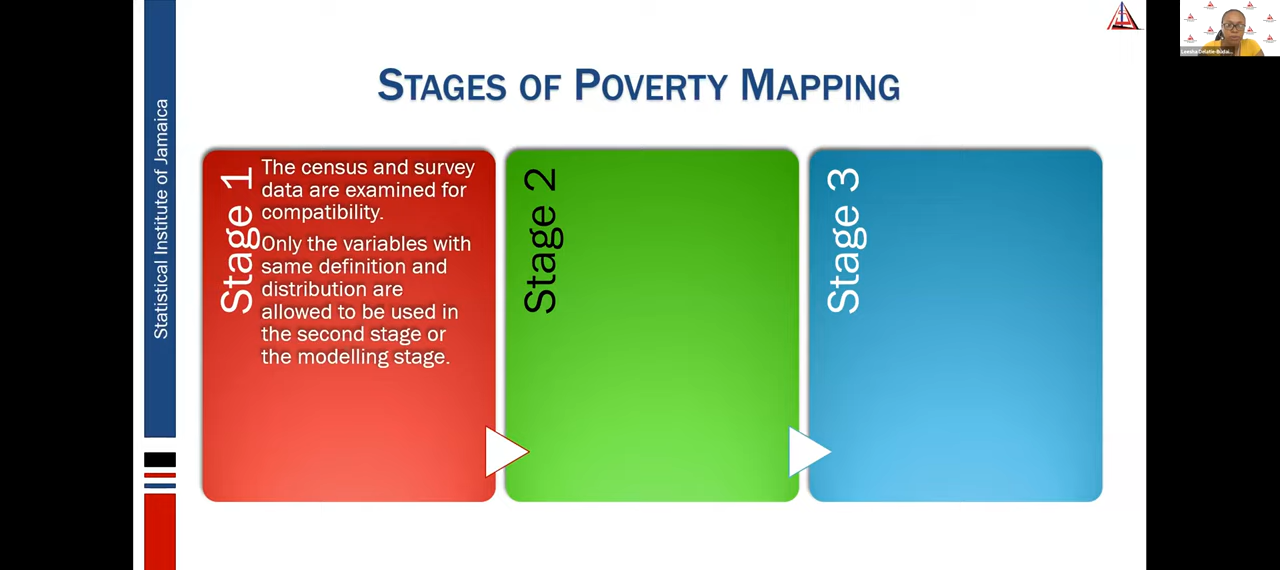 STAGES OF POVERTY MAPPING
Statistical Institute of Jamaica
Stage 1
The census and survey
data are examined for
compatibility.
Only the variables with
same definition and
distribution are
allowed to be used in
the second stage or
the modelling stage.
Stage 2
Stage 3